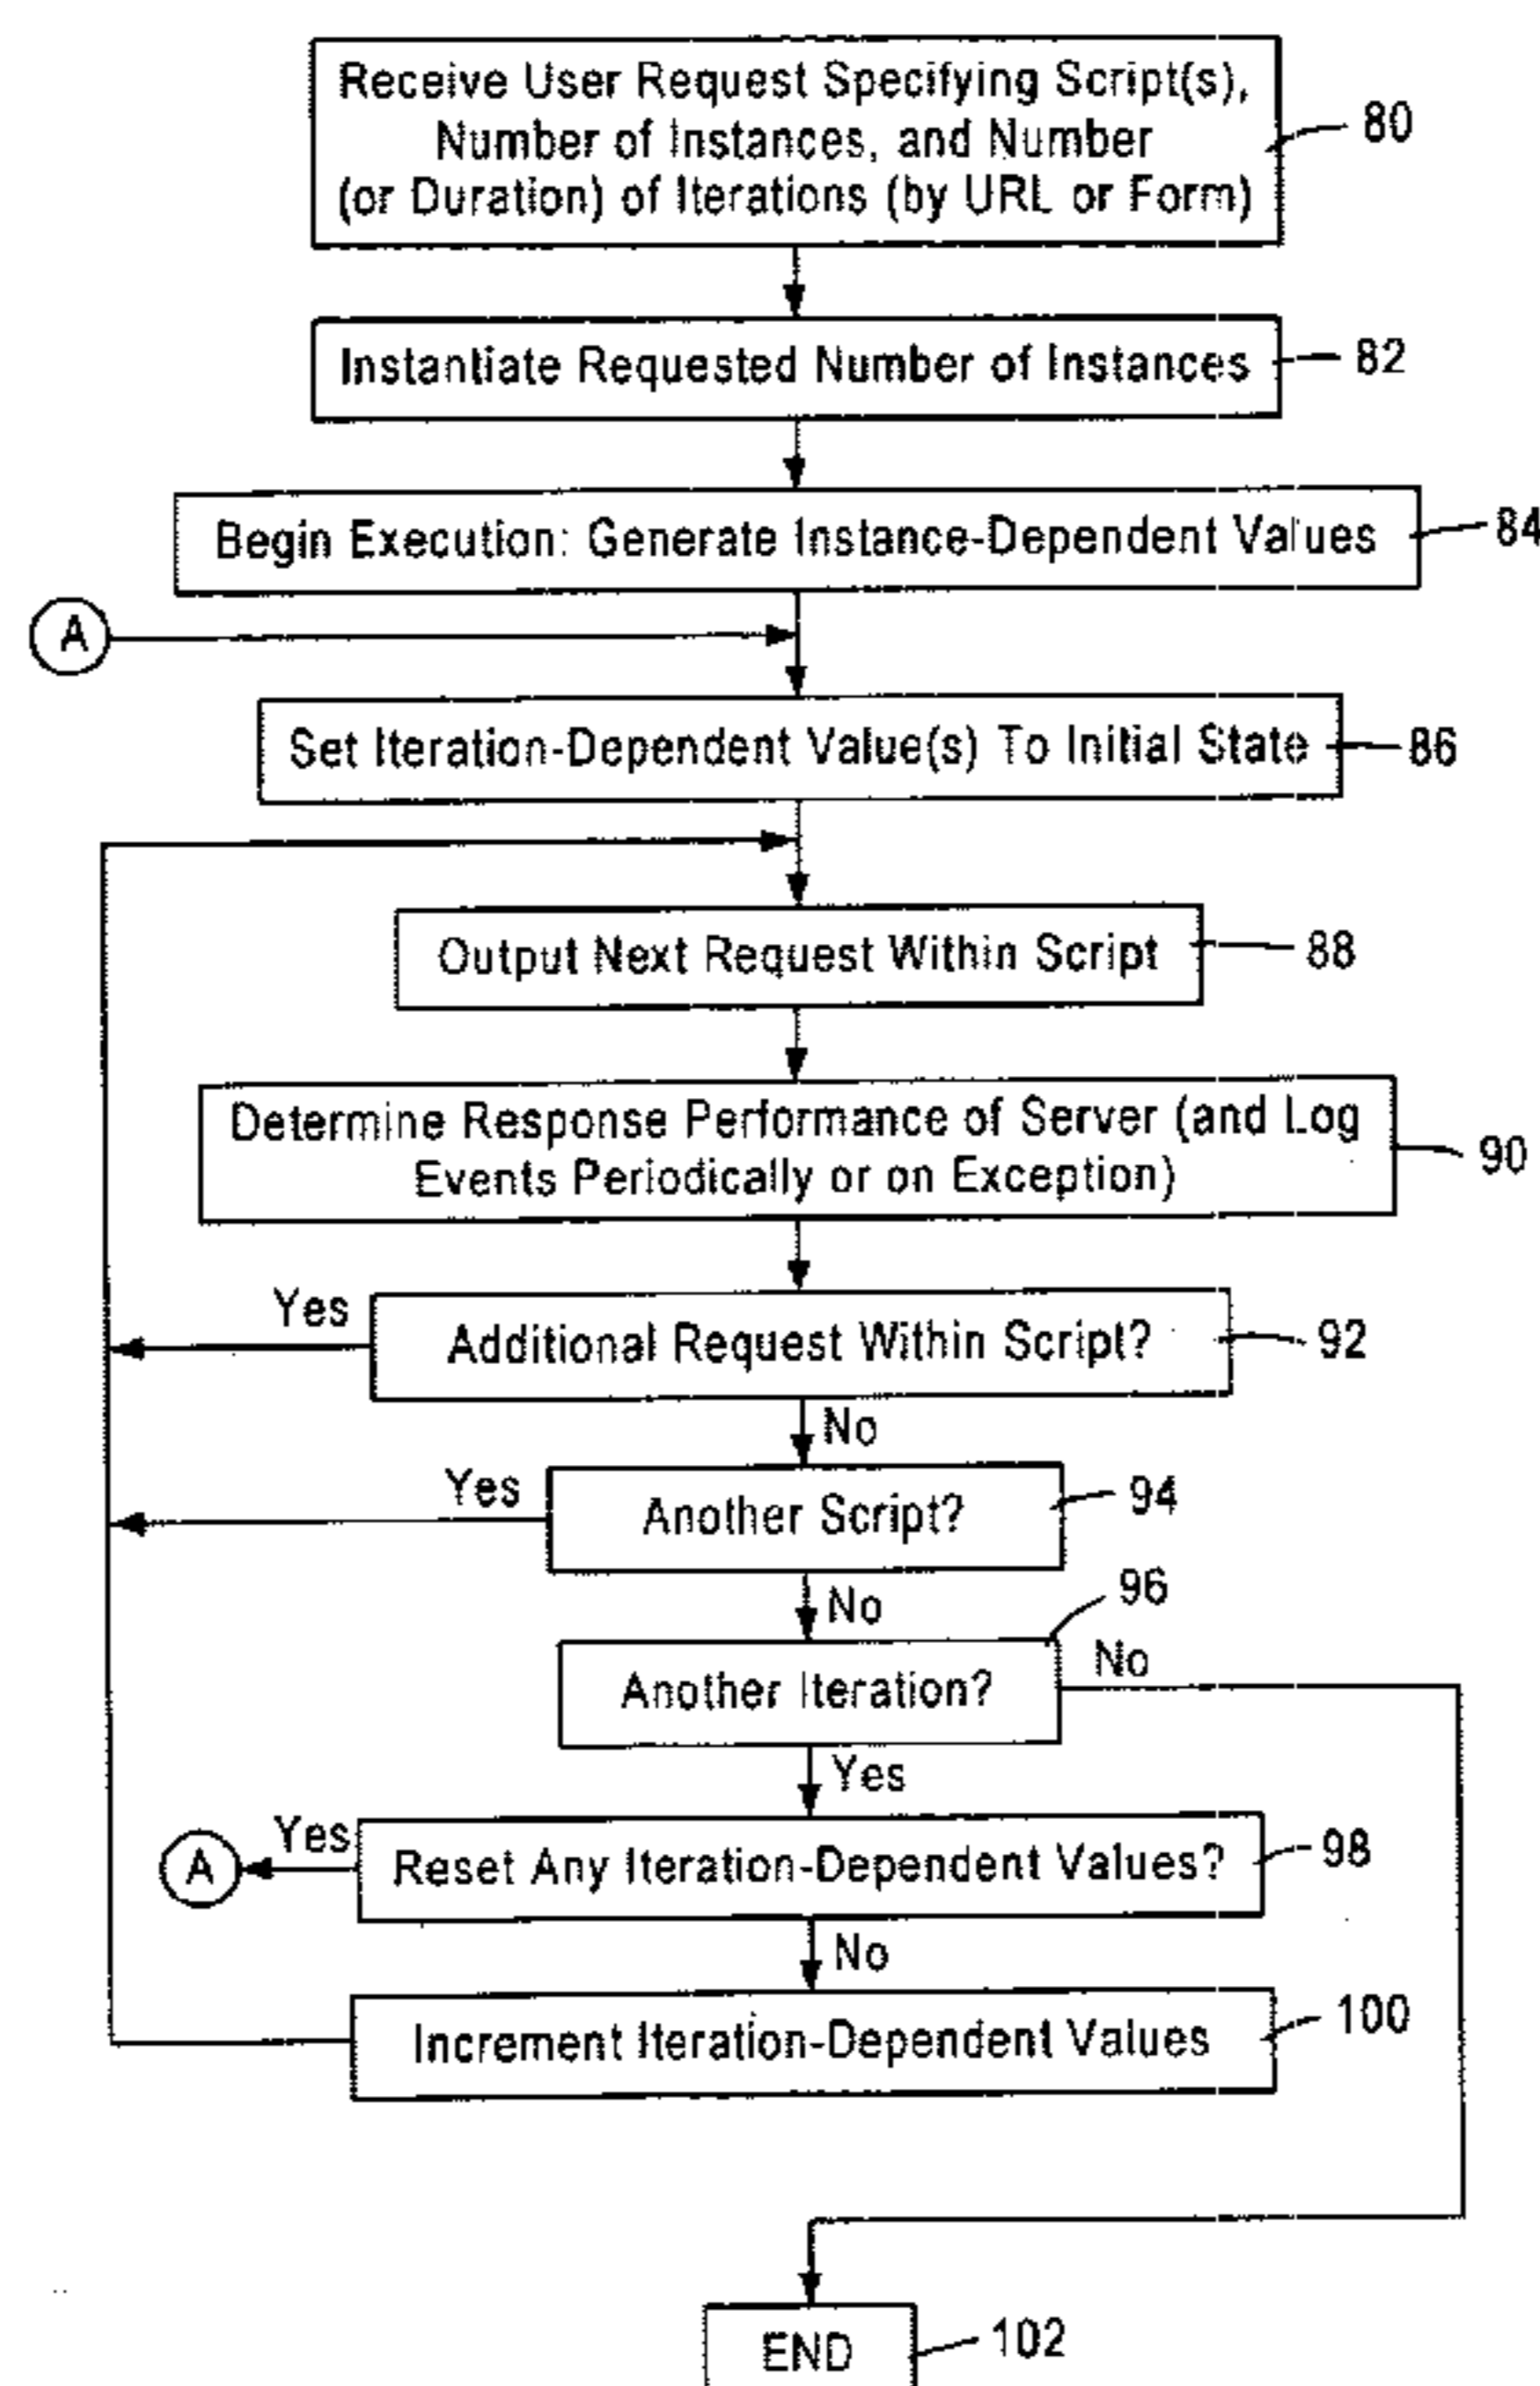 Receive User Request Specifying Script(s),
Number of Instances, and Number
(or Duration) of Iterations (by URL or Form)
80
Instantiate Requested Number of Instances
82
Begin Execution: Generate Instance-Dependent Values
84
A
Set Iteration-Dependent Value(s) To Initial State
86
Output Next Request Within Script
88
Determine Response Performance of Server (and Log
Events Periodically or on Exception)
90
Yes
Additional Request Within Script?
92
No
Yes
Another Script?
94
No
96
Another Iteration?
No
Yes
A
Yes
Reset Any Iteration-Dependent Values?
98
No
Increment Iteration-Dependent Values
100
END
102